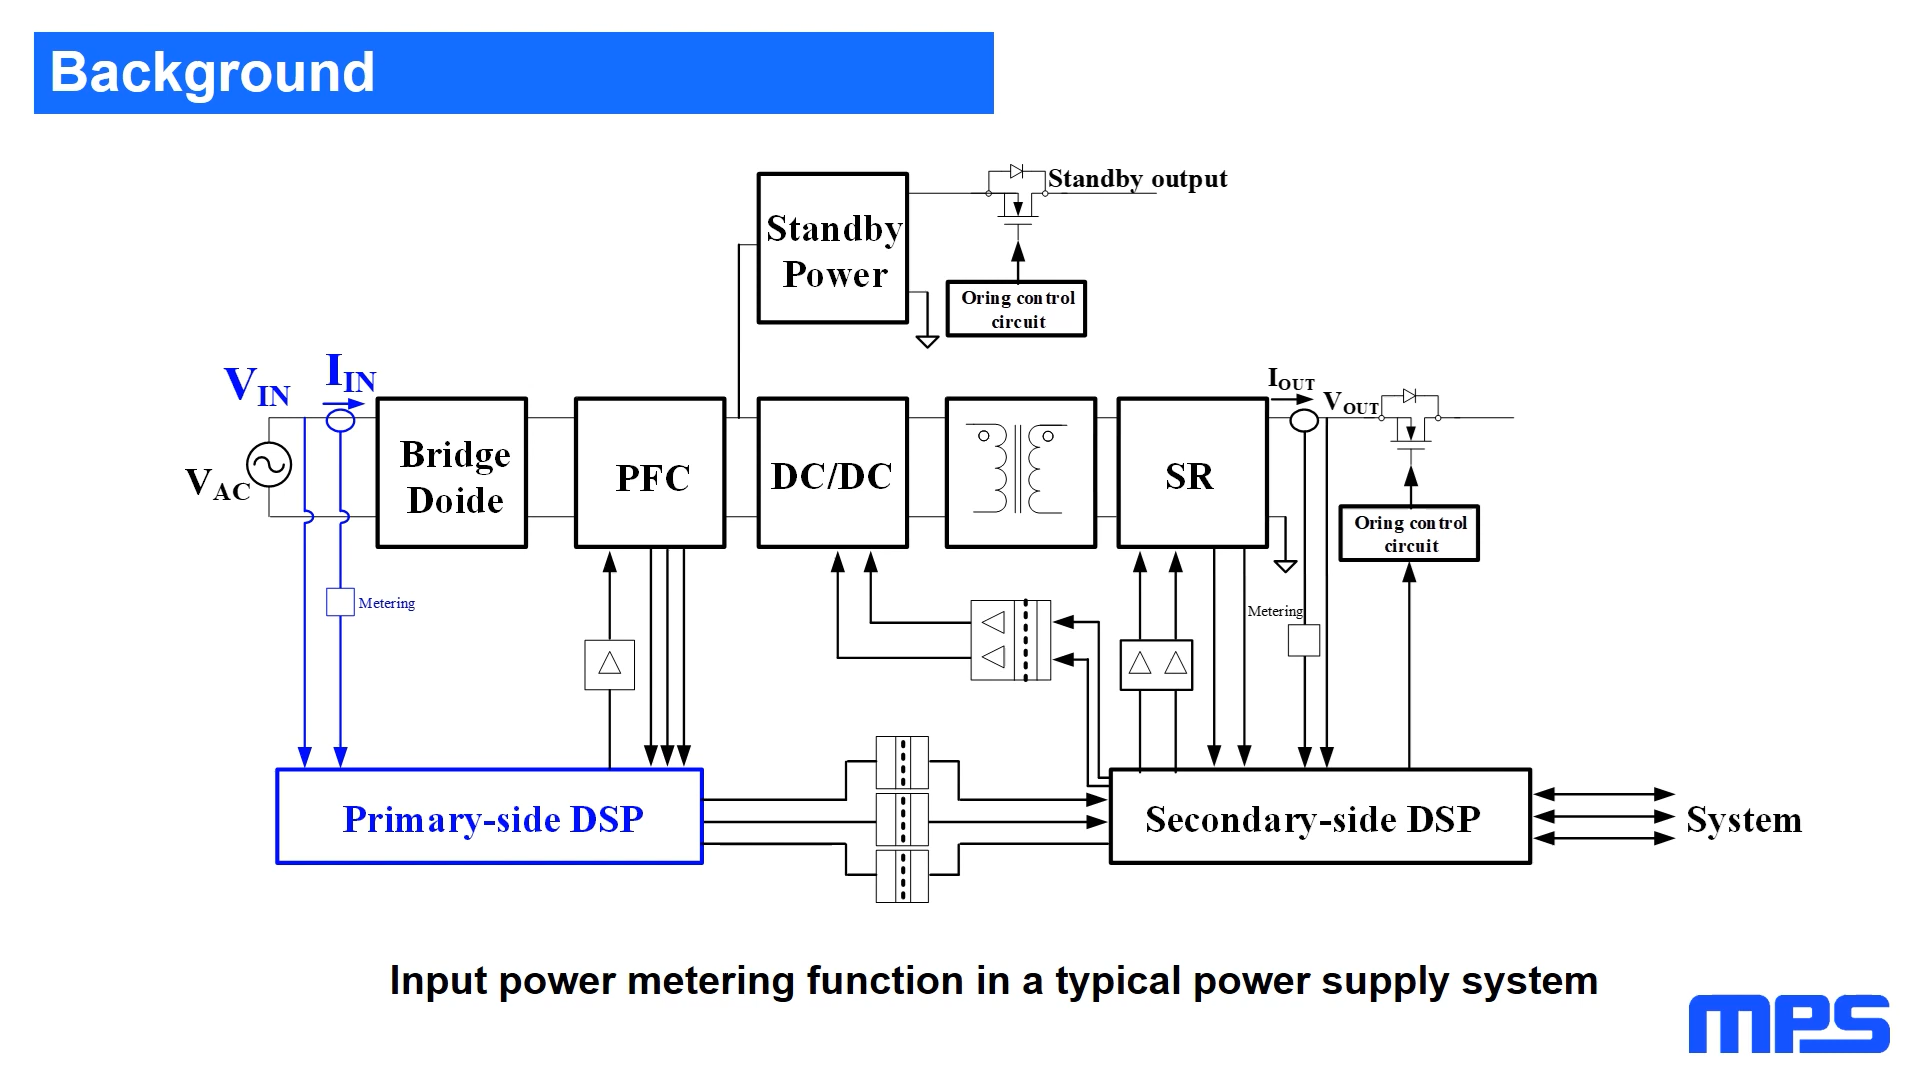 Background
Standby output
Standby
Power
Oring control
circuit
VIN
IIN
VAC
Bridge
Doide
PFC
DC/DC
SR
IOUT
VOUT
Oring control
circuit
Metering
Metering
Primary-side DSP
Secondary-side DSP
System
Input power metering function in a typical power supply system
mps